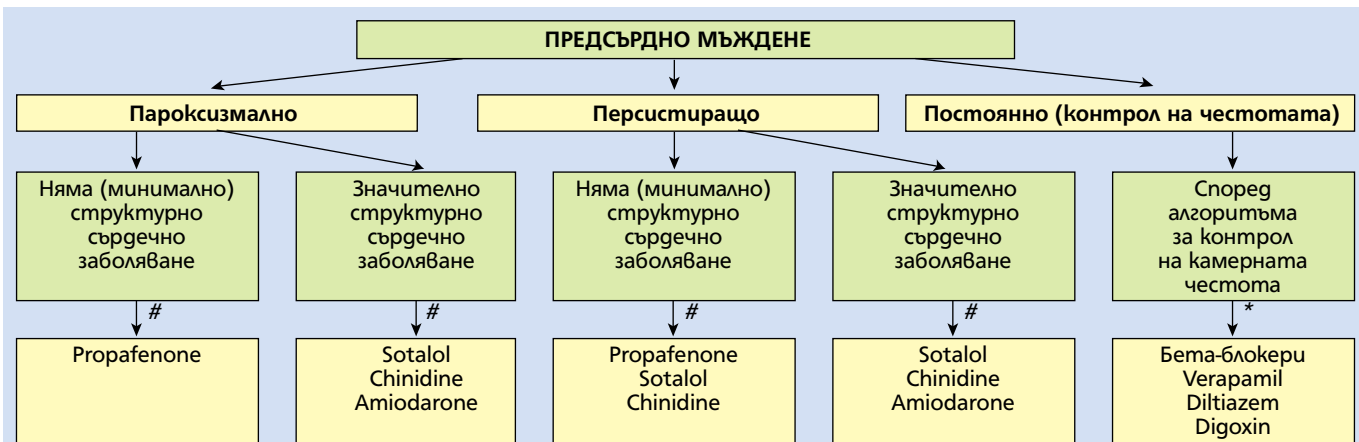 ПРЕДСЪРДНО МЪЖДЕНЕ
Пароксизмално
Персистиращо
Постоянно (контрол на честотата)
Няма (минимално)
структурно
сърдечно
заболяване
Значително
структурно
сърдечно
заболяване
Няма (минимално)
структурно
сърдечно
заболяване
Значително
структурно
сърдечно
заболяване
Според
алгоритъма
за контрол
на камерната
честота
#
#
#
#
*
Propafenone
Sotalol
Chinidine
Amiodarone
Propafenone
Sotalol
Chinidine
Sotalol
Chinidine
Amiodarone
Бета-блокери
Verapamil
Diltiazem
Digoxin